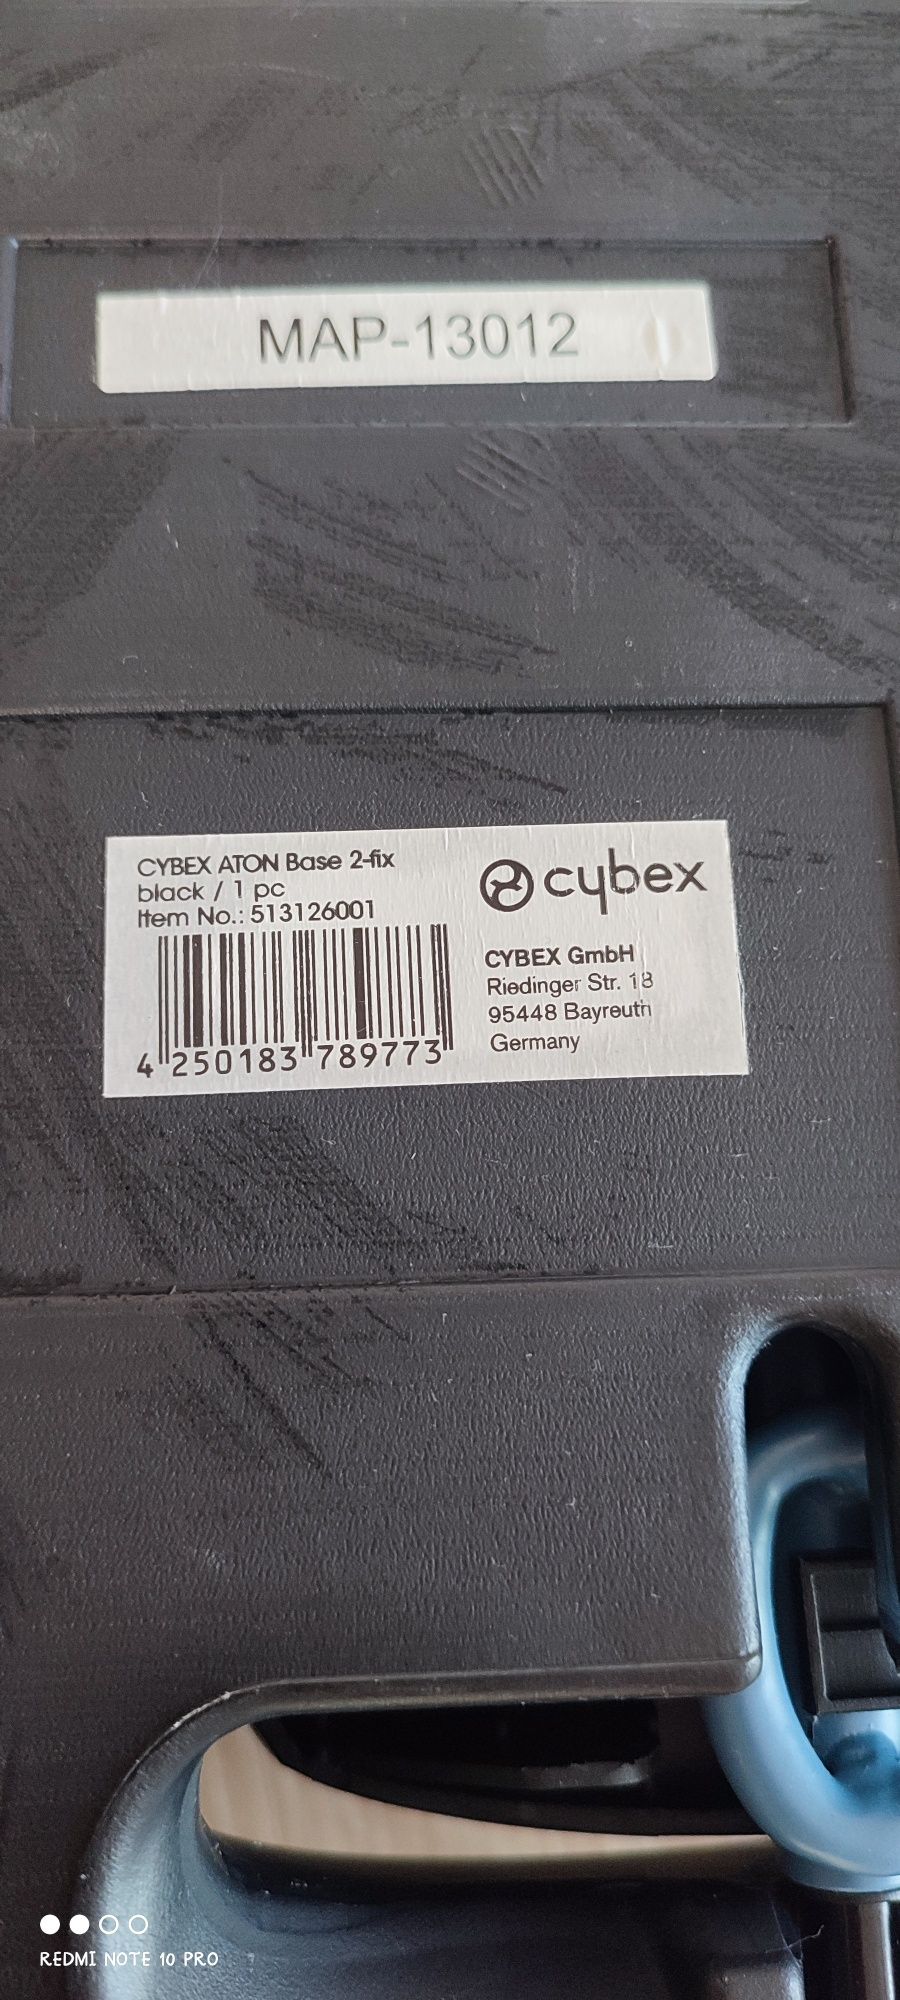 MAP-13012
CYBEX ATON Base 2-fix
black / 1 pc
Item No.: 513126001
4 250183 789773
cybex
CYBEX GmbH
Riedinger Str. 18
95448 Bayreuth
Germany
REDMI NOTE 10 PRO